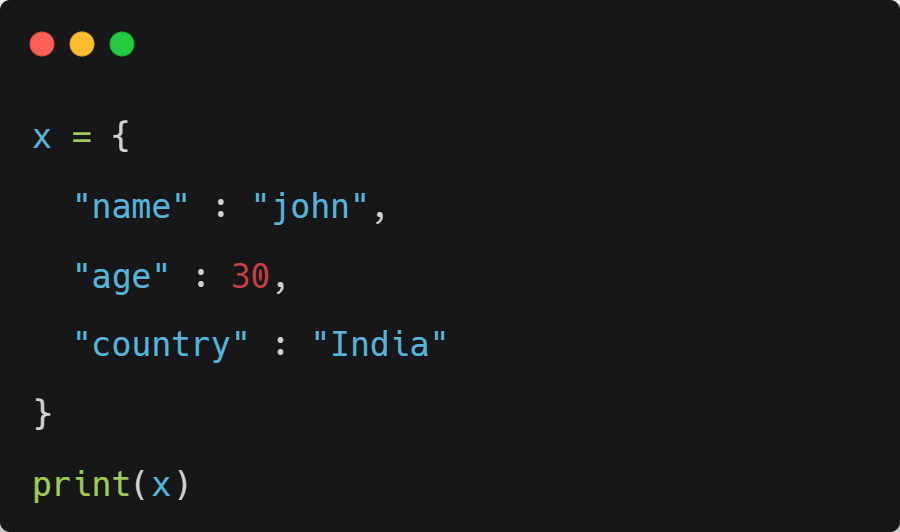 x = {
  "name" : "john",
  "age" : 30,
  "country" : "India"
}
print(x)